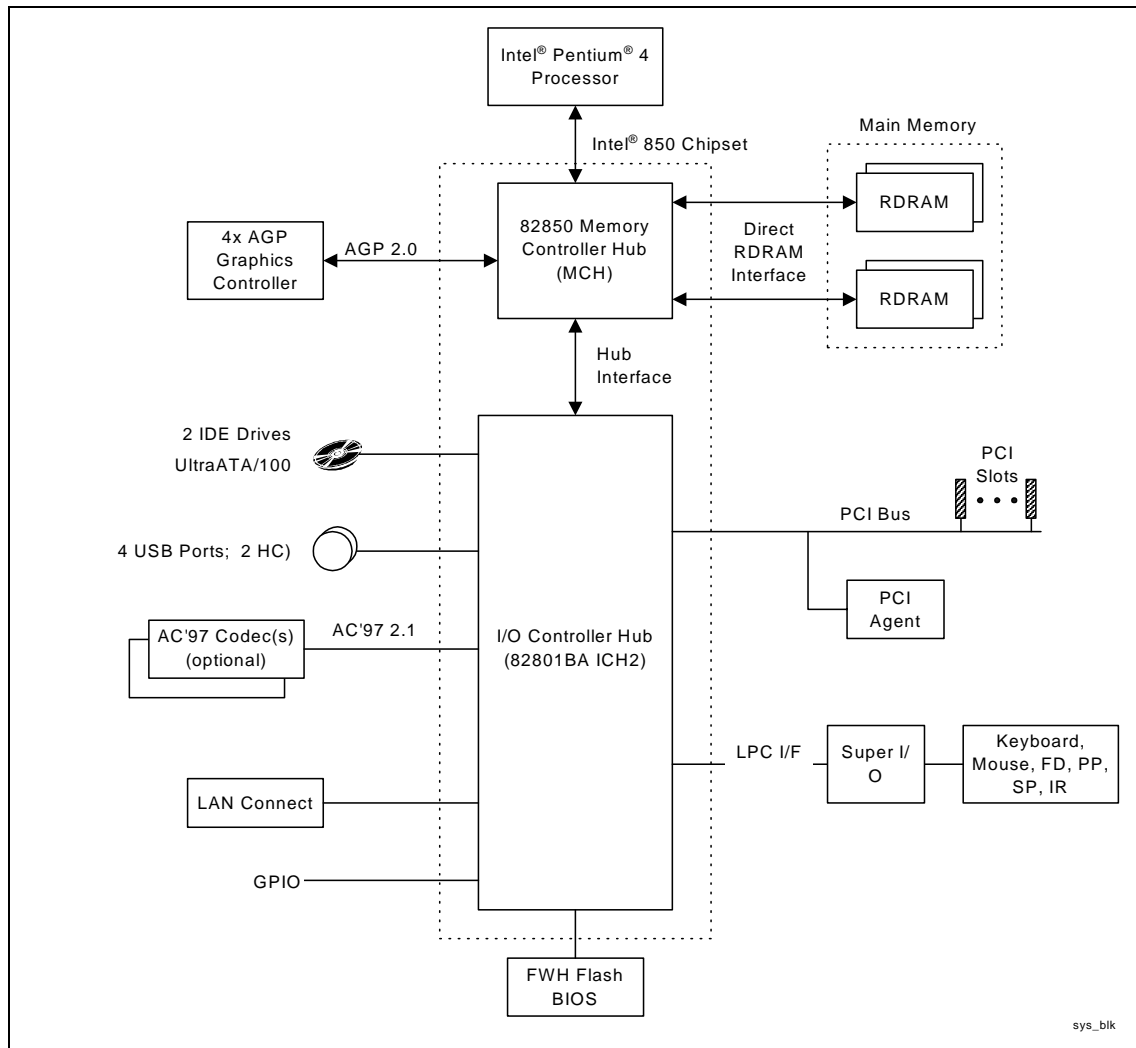 Intel® Pentium® 4
Processor
Intel® 850 Chipset
Main Memory
RDRAM
82850 Memory
Controller Hub
(MCH)
Direct
RDRAM
Interface
4x AGP
Graphics
Controller
AGP 2.0
RDRAM
Hub
Interface
2 IDE Drives
UltraATA/100
PCI
Slots
PCI Bus
4 USB Ports; 2 HC)
PCI
Agent
AC'97 Codec(s)
(optional)
AC'97 2.1
I/O Controller Hub
(82801BA ICH2)
LPC I/F
Super I/
O
Keyboard,
Mouse, FD, PP,
SP, IR
LAN Connect
GPIO
FWH Flash
BIOS
sys_blk